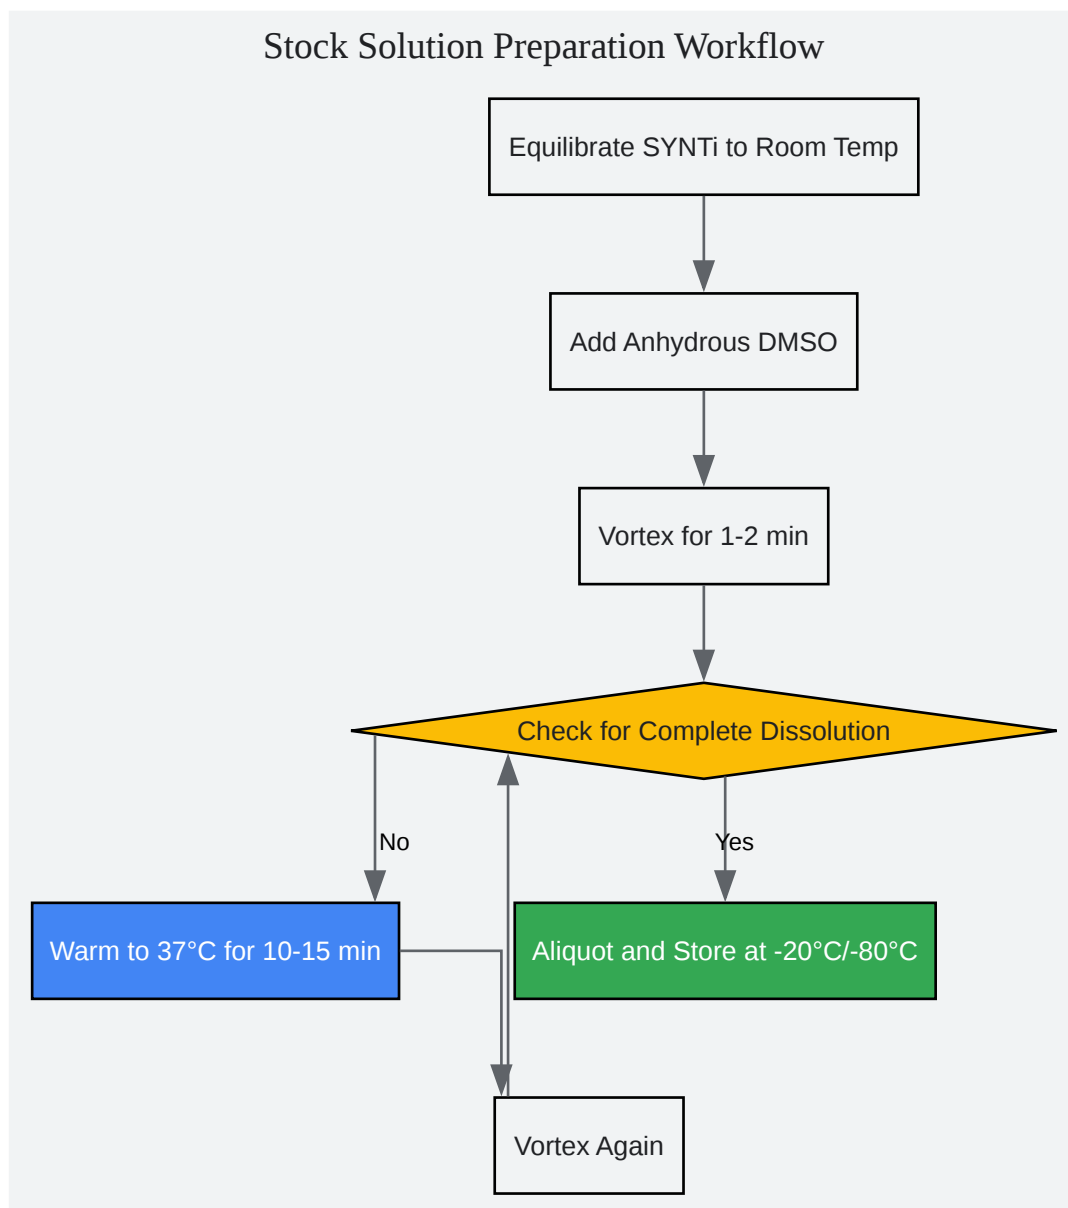 Stock Solution Preparation Workflow
Equilibrate SYNTi to Room Temp
Add Anhydrous DMSO
Vortex for 1-2 min
Check for Complete Dissolution
No
Yes
Warm to 37°C for 10-15 min
Aliquot and Store at -20°C/-80°C
Vortex Again